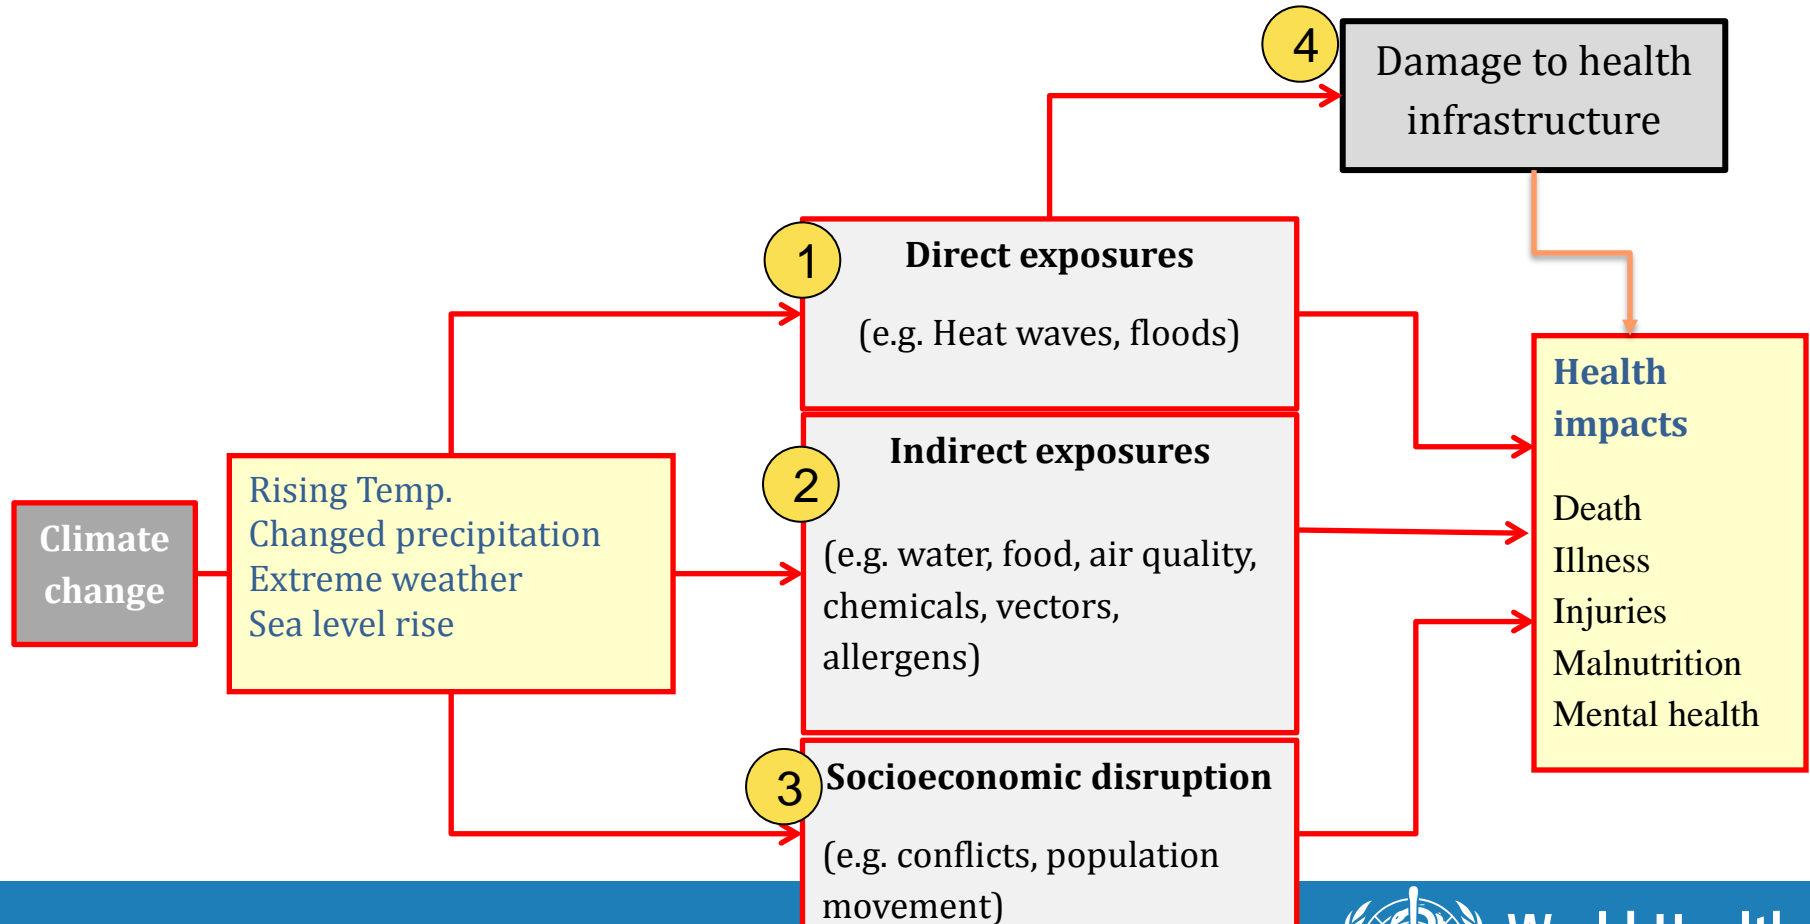 4
Damage to health
infrastructure
1
Direct exposures
(e.g. Heat waves, floods)
Health
impacts
Death
Illness
Injuries
Malnutrition
Mental health
2
Indirect exposures
(e.g. water, food, air quality,
chemicals, vectors,
allergens)
Climate
change
Rising Temp.
Changed precipitation
Extreme weather
Sea level rise
3
Socioeconomic disruption
(e.g. conflicts, population
movement)
World Health